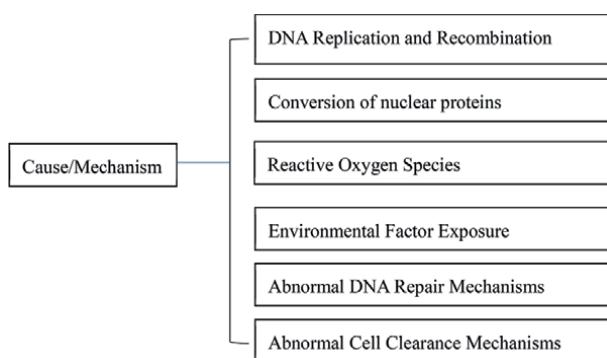 DNA Replication and Recombination
Conversion of nuclear proteins
Cause/Mechanism
Reactive Oxygen Species
Environmental Factor Exposure
Abnormal DNA Repair Mechanisms
Abnormal Cell Clearance Mechanisms